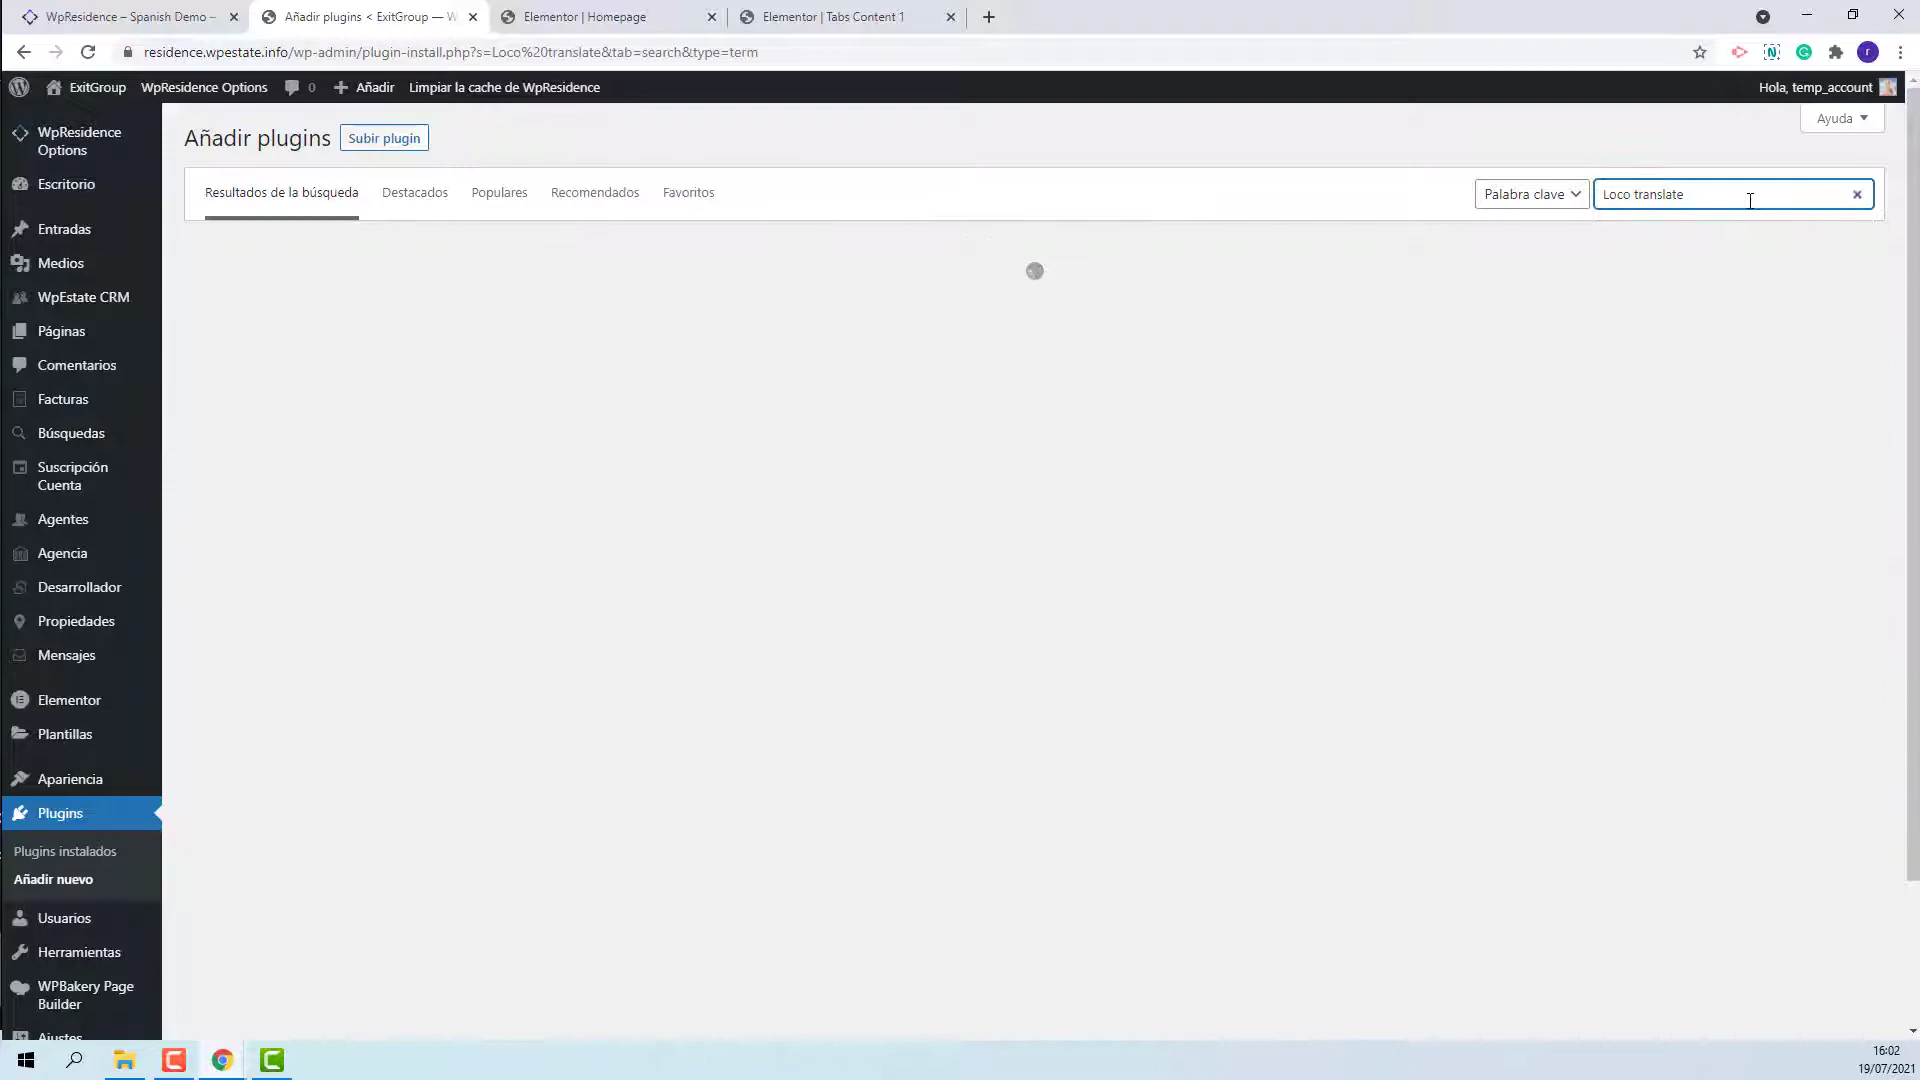 WpResidence – Spanish Demo –
Añadir plugins < ExitGroup — W
Elementor | Homepage
Elementor | Tabs Content 1
residence.wpestate.info/wp-admin/plugin-install.php?s=Loco%20translate&tab=search&type=term
r
ExitGroup
WpResidence Options
0
Añadir
Limpiar la cache de WpResidence
Hola, temp_account
WpResidence
Options
Escritorio
Entradas
Medios
WpEstate CRM
Páginas
Comentarios
Facturas
Búsquedas
Suscripción
Cuenta
Agentes
Agencia
Desarrollador
Propiedades
Mensajes
Elementor
Plantillas
Apariencia
Plugins
Plugins instalados
Añadir nuevo
Usuarios
Herramientas
WPBakery Page
Builder
Ajustes
Añadir plugins
Subir plugin
Ayuda
Resultados de la búsqueda
Destacados
Populares
Recomendados
Favoritos
Palabra clave
Loco translate
16:02
19/07/2021